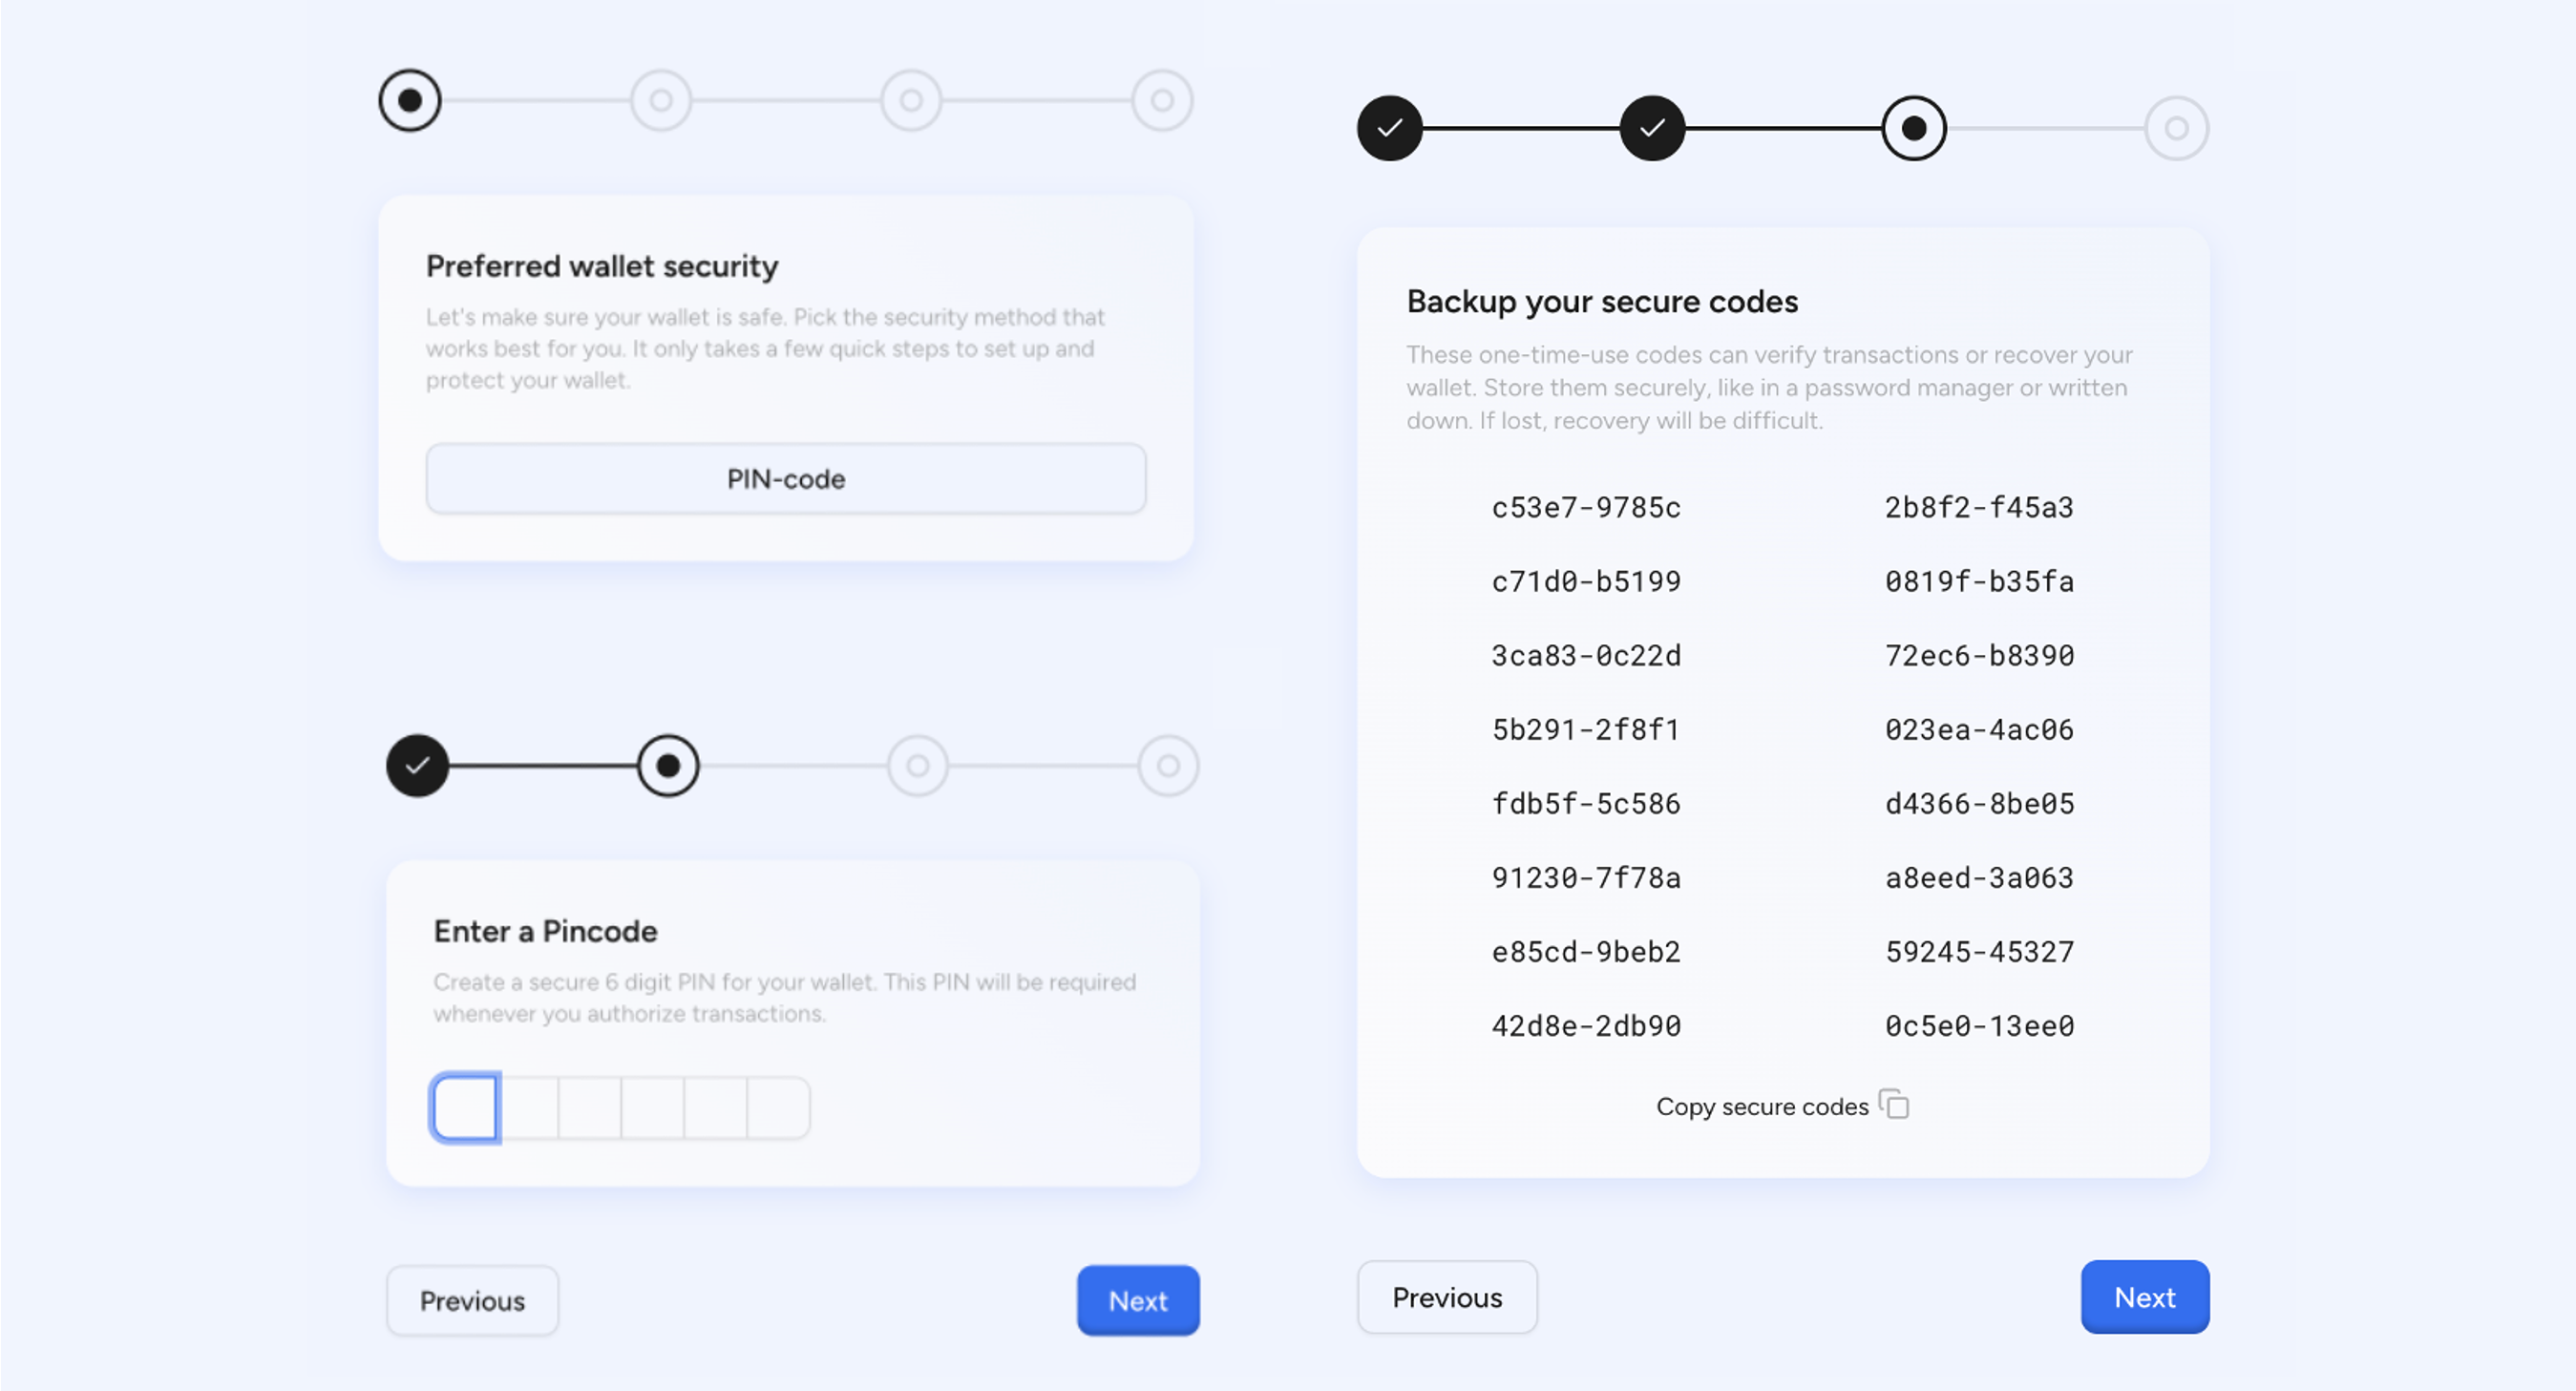 Preferred wallet security
Let's make sure your wallet is safe. Pick the security method that
works best for you. It only takes a few quick steps to set up and
protect your wallet.
PIN-code
Enter a Pincode
Create a secure 6 digit PIN for your wallet. This PIN will be required
whenever you authorize transactions.
Previous
Next
Backup your secure codes
These one-time-use codes can verify transactions or recover your
wallet. Store them securely, like in a password manager or written
down. If lost, recovery will be difficult.
c53e7-9785c 2b8f2-f45a3
c71d0-b5199 0819f-b35fa
3ca83-0c22d 72ec6-b8390
5b291-2f8f1 023ea-4ac06
fdb5f-5c586 d4366-8be05
91230-7f78a a8eed-3a063
e85cd-9beb2 59245-45327
42d8e-2db90 0c5e0-13ee0
Copy secure codes
Previous
Next